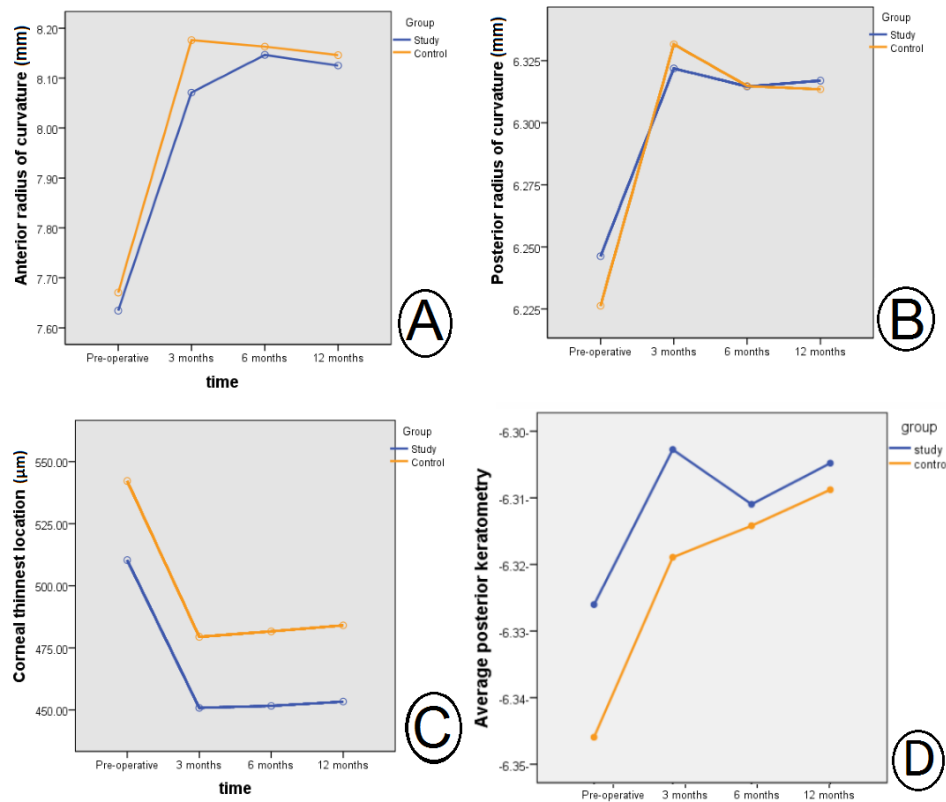 Anterior radius of curvature (mm)
8.20
8.10
8.00
7.90
7.80
7.70
7.60
Pre-operative 3 months 6 months 12 months
time
Group
Study
Control
A
Posterior radius of curvature (mm)
6.325
6.300
6.275
6.250
6.225
Pre-operative 3 months 6 months 12 months
Group
Study
Control
B
Corneal thinnest location (µm)
550.00
525.00
500.00
475.00
450.00
Pre-operative 3 months 6 months 12 months
time
Group
Study
Control
C
Average posterior keratometry
-6.30-
-6.31-
-6.32-
-6.33-
-6.34-
-6.35-
Pre-operative 3 months 6 months 12 months
group
study
contro
D